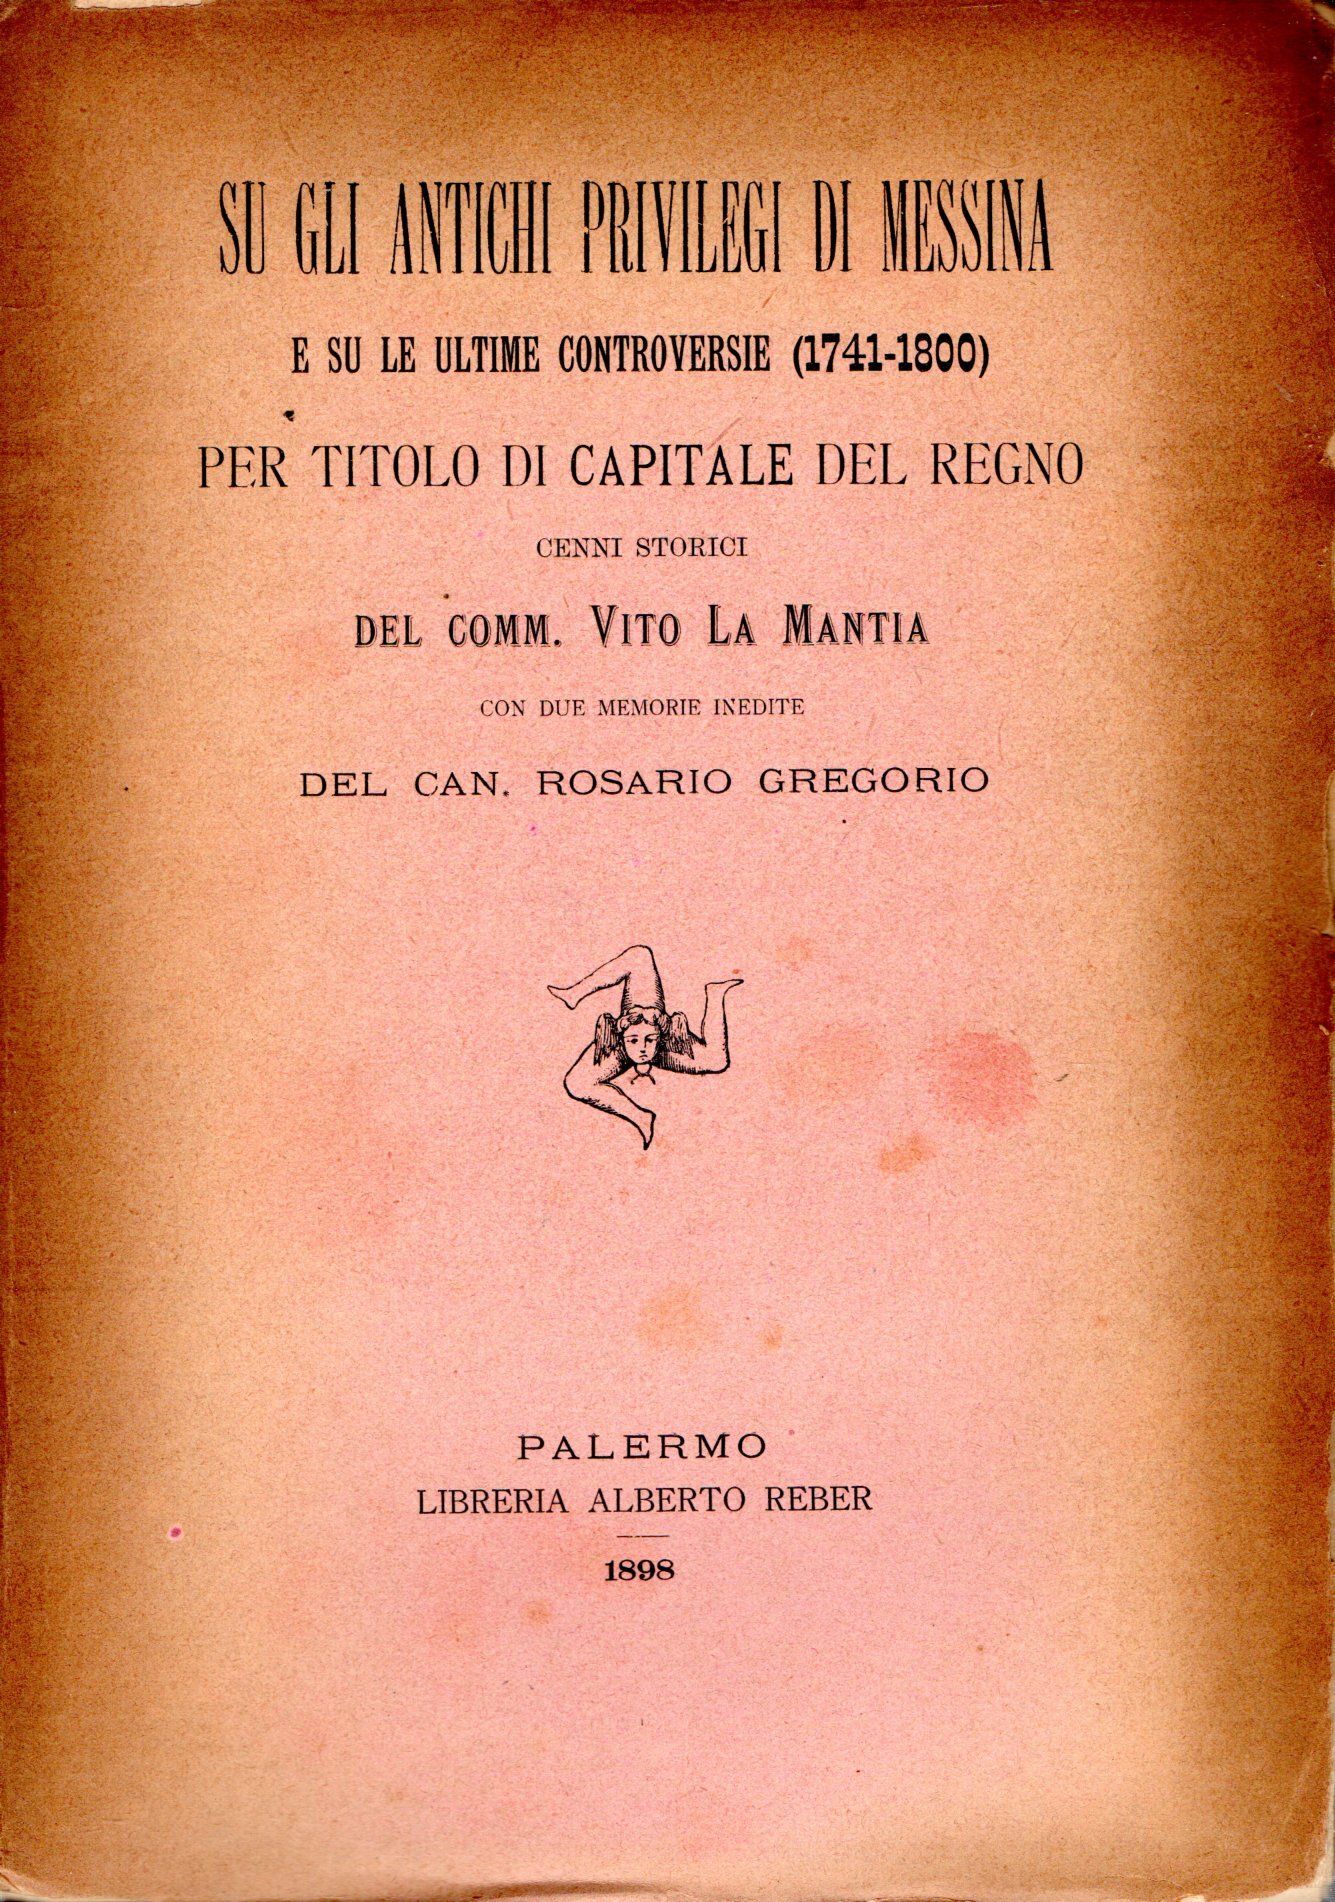 SU GLI ANTICHI PRIVILEGI DI MESSINA
E SU LE ULTIME CONTROVERSIE (1741-1800)
PER TITOLO DI CAPITALE DEL REGNO
CENNI STORICI
DEL COMM. VITO LA MANTIA
CON DUE MEMORIE INEDITE
DEL CAN. ROSARIO GREGORIO
PALERMO
LIBRERIA ALBERTO REBER
1898